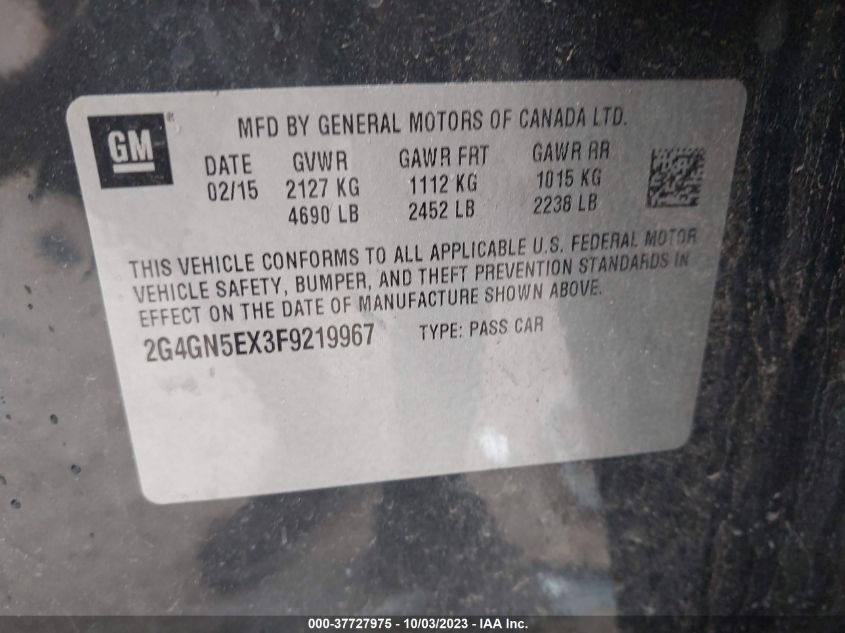 GM ®
MFD BY GENERAL MOTORS OF CANADA LTD.
DATE GVWR GAWR FRT GAWR RR
02/15 2127 KG 1112 KG 1015 KG
4690 LB 2452 LB 2238 LB
THIS VEHICLE CONFORMS TO ALL APPLICABLE U.S. FEDERAL MOTOR
VEHICLE SAFETY, BUMPER, AND THEFT PREVENTION STANDARDS IN
EFFECT ON THE DATE OF MANUFACTURE SHOWN ABOVE.
2G4GN5EX3F9219967 TYPE: PASS CAR
000-37727975 - 10/03/2023 - IAA Inc.